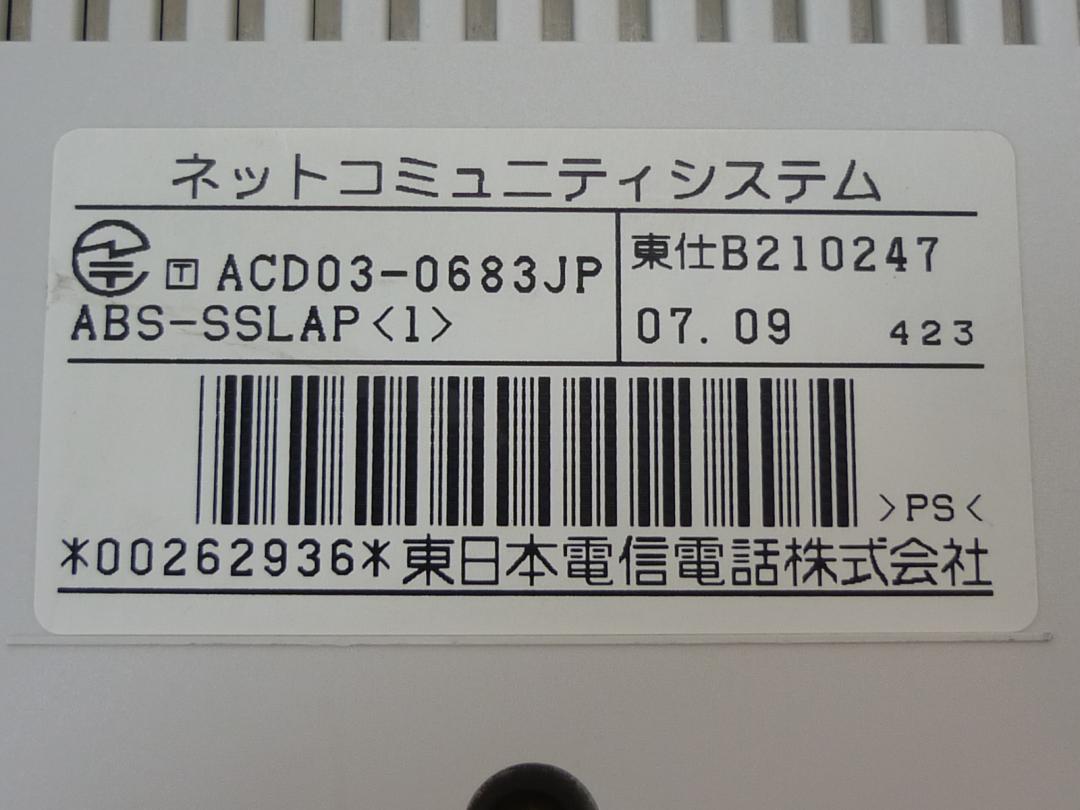 ネットコミュニティシステム
T ACD03-0683JP
ABS-SSLAP<1>
東仕B210247
07.09 423
>PS<
*00262936*東日本電信電話株式会社